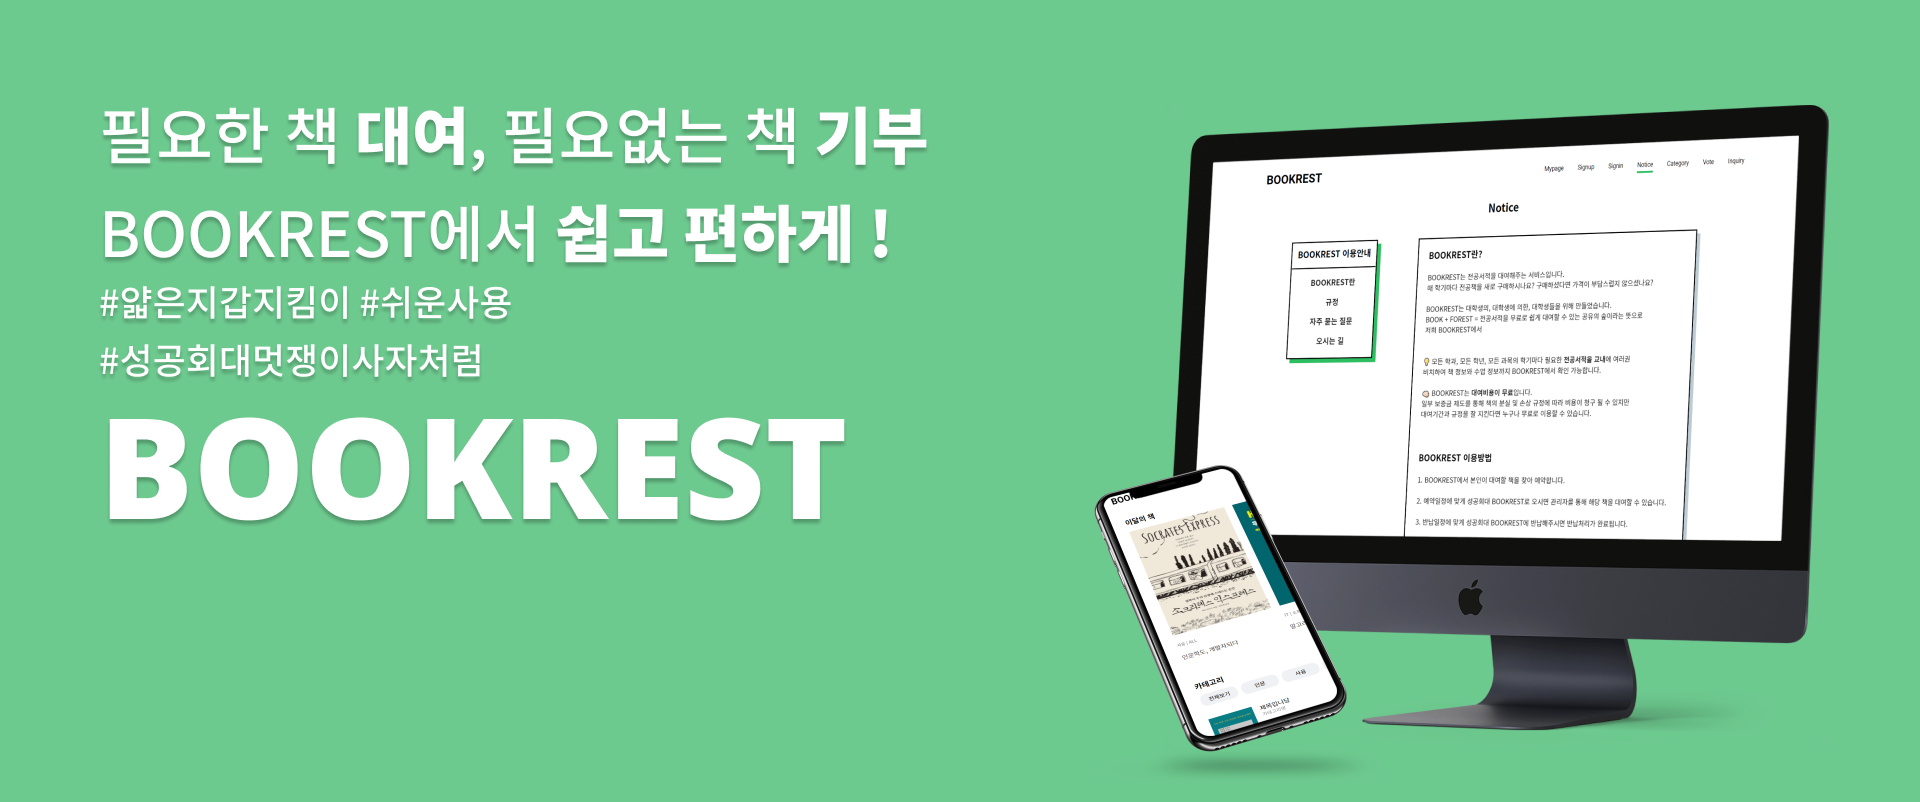 필요한 책 대여, 필요없는 책 기부
BOOKREST에서 쉽고 편하게 !
#얇은지갑지킴이 #쉬운사용
#성공회대멋쟁이사자처럼
BOOKREST
BOOKREST
Mypage Signup Signin Notice Category Vote Inquiry
Notice
BOOKREST 이용안내
BOOKREST란
규정
자주 묻는 질문
오시는 길
BOOKREST란?
BOOKREST는 전공서적을 대여해주는 서비스입니다.
매 학기마다 전공책을 새로 구매하시나요? 구매하셨다면 가격이 부담스럽지 않으셨나요?
BOOKREST는 대학생의, 대학생에 의한, 대학생들을 위해 만들었습니다.
BOOK + FOREST = 전공서적을 무료로 쉽게 대여할 수 있는 공유의 숲이라는 뜻으로
저희 BOOKREST에서
모든 학과, 모든 학년, 모든 과목의 학기마다 필요한 전공서적을 교내에 여러권
비치하여 책 정보와 수업 정보까지 BOOKREST에서 확인 가능합니다.
BOOKREST는 대여비용이 무료입니다.
일부 보증금 제도를 통해 책의 분실 및 손상 규정에 따라 비용이 청구 될 수 있지만
대여기간과 규정을 잘 지킨다면 누구나 무료로 이용할 수 있습니다.
BOOKREST 이용방법
1. BOOKREST에서 본인이 대여할 책을 찾아 예약합니다.
2. 예약일정에 맞게 성공회대 BOOKREST로 오시면 관리자를 통해 해당 책을 대여할 수 있습니다.
3. 반납일정에 맞게 성공회대 BOOKREST에 반납해주시면 반납처리가 완료됩니다.
이달의 책
SOCRATES EXPRESS
소크라테스 익스프레스
인문학도, 개발자되다
카테고리
전체보기 인문 사회
제목입니당